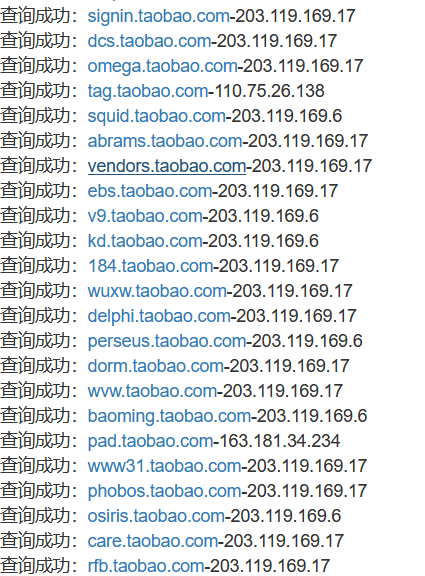 查询成功：signin.taobao.com-203.119.169.17
查询成功：dcs.taobao.com-203.119.169.17
查询成功：omega.taobao.com-203.119.169.17
查询成功：tag.taobao.com-110.75.26.138
查询成功：squid.taobao.com-203.119.169.6
查询成功：abrams.taobao.com-203.119.169.17
查询成功：vendors.taobao.com-203.119.169.17
查询成功：ebs.taobao.com-203.119.169.17
查询成功：v9.taobao.com-203.119.169.6
查询成功：kd.taobao.com-203.119.169.6
查询成功：184.taobao.com-203.119.169.17
查询成功：wuxw.taobao.com-203.119.169.17
查询成功：delphi.taobao.com-203.119.169.17
查询成功：perseus.taobao.com-203.119.169.6
查询成功：dorm.taobao.com-203.119.169.17
查询成功：wvw.taobao.com-203.119.169.17
查询成功：baoming.taobao.com-203.119.169.6
查询成功：pad.taobao.com-163.181.34.234
查询成功：www31.taobao.com-203.119.169.17
查询成功：phobos.taobao.com-203.119.169.17
查询成功：osiris.taobao.com-203.119.169.6
查询成功：care.taobao.com-203.119.169.17
查询成功：rfb.taobao.com-203.119.169.17